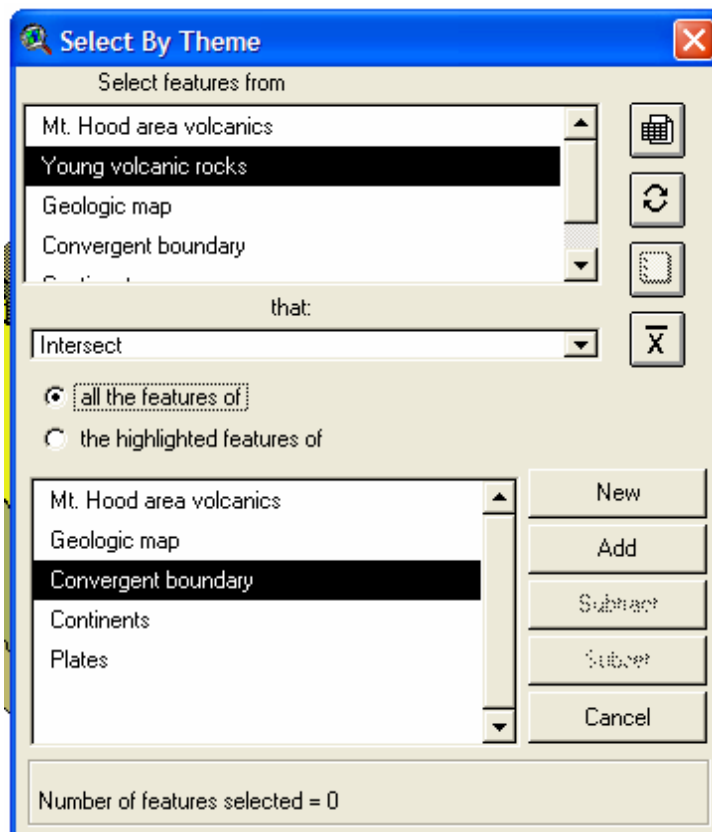 Select By Theme
Select features from
Mt. Hood area volcanics
Young volcanic rocks
Geologic map
Convergent boundary
that:
Intersect
all the features of
the highlighted features of
Mt. Hood area volcanics
Geologic map
Convergent boundary
Continents
Plates
New
Add
Subtract
Subset
Cancel
Number of features selected = 0